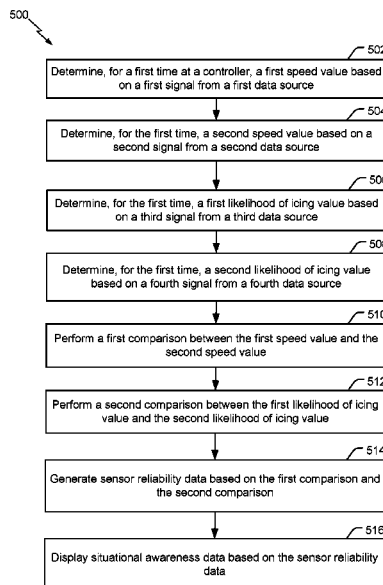 500
502
Determine, for a first time at a controller, a first speed value based
on a first signal from a first data source
504
Determine, for the first time, a second speed value based on a
second signal from a second data source
506
Determine, for the first time, a first likelihood of icing value based
on a third signal from a third data source
508
Determine, for the first time, a second likelihood of icing value
based on a fourth signal from a fourth data source
510
Perform a first comparison between the first speed value and the
second speed value
512
Perform a second comparison between the first likelihood of icing
value and the second likelihood of icing value
514
Generate sensor reliability data based on the first comparison and
the second comparison
516
Display situational awareness data based on the sensor reliability
data